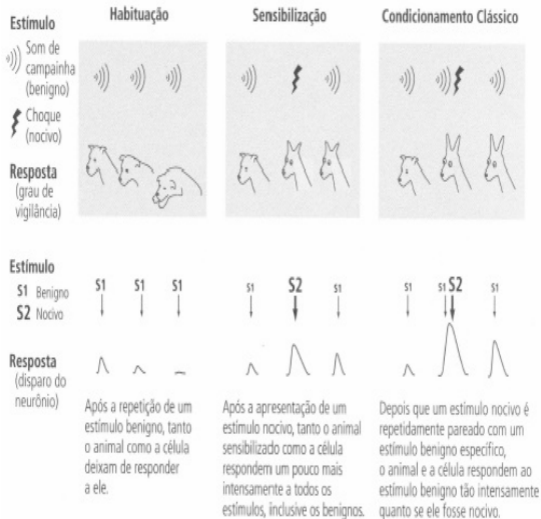 Habituação
Sensibilização
Condicionamento Clássico
Estímulo
Som de
campainha
(benigno)
Choque
(nocivo)
Resposta
(grau de
vigilância)
Estímulo
S1 Benigno
S2 Nocivo
S1 S1 S1
S1 S2 S1
S1 S1 S2 S1
Resposta
(disparo do
neurônio)
Após a repetição de um
estímulo benigno, tanto
o animal como a célula
deixam de responder
a ele.
Após a apresentação de um
estímulo nocivo, tanto o animal
sensibilizado como a célula
respondem um pouco mais
intensamente a todos os
estímulos, inclusive os benignos.
Depois que um estimulo nocivo é
repetidamente pareado com um
estímulo benigno específico,
o animal e a célula respondem ao
estímulo benigno tão intensamente
quanto se ele fosse nocivo.